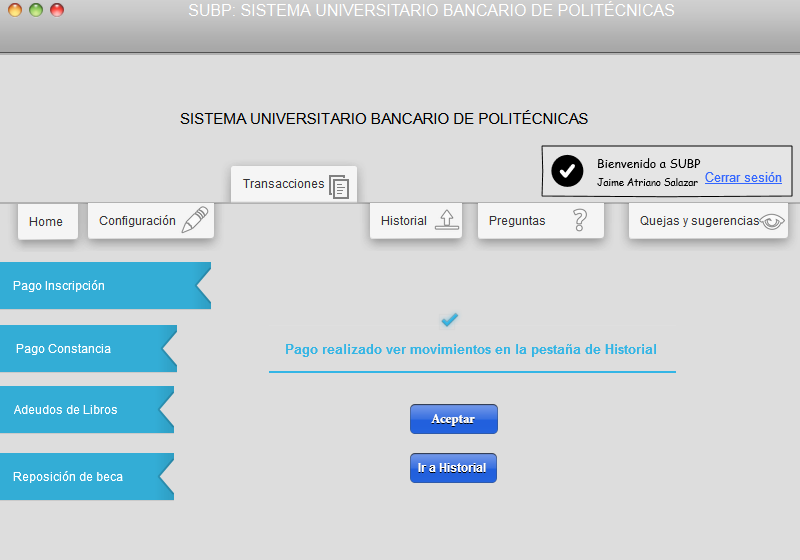 SUBP: SISTEMA UNIVERSITARIO BANCARIO DE POLITÉCNICAS
SISTEMA UNIVERSITARIO BANCARIO DE POLITÉCNICAS
Bienvenido a SUBP
Jaime Atriano Salazar
Cerrar sesión
Transacciones
Home
Configuración
Historial
Preguntas
Quejas y sugerencias
Pago Inscripción
Pago Constancia
Adeudos de Libros
Reposición de beca
Pago realizado ver movimientos en la pestaña de Historial
Aceptar
Ir a Historial